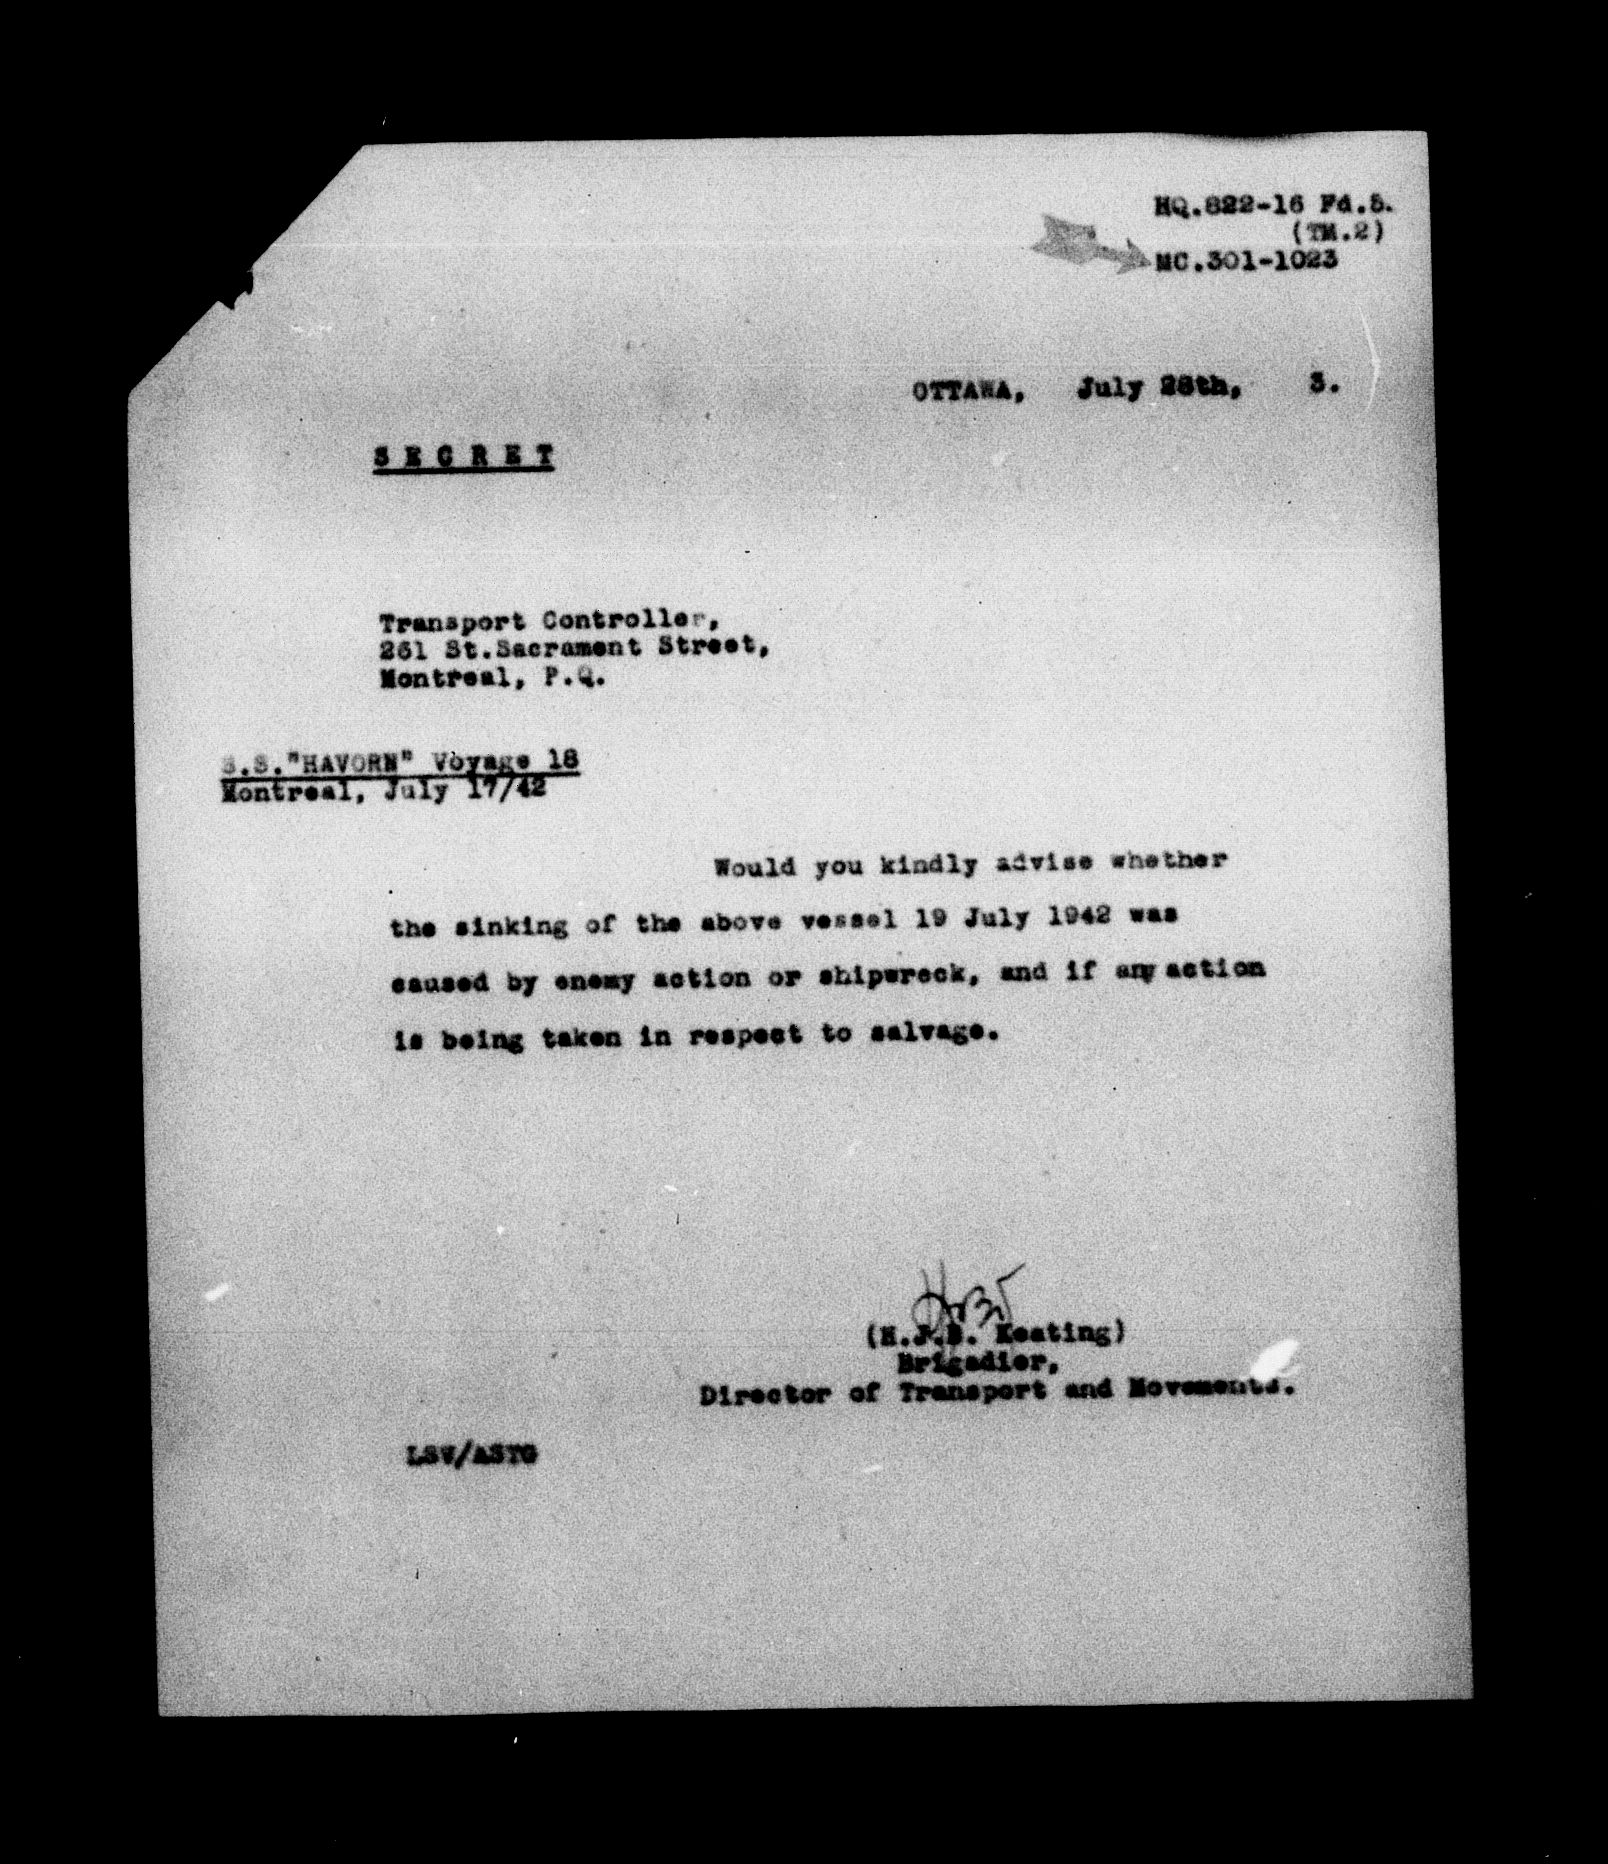 HQ.822-16 Fd.5.
(TM.2)
MC.301-1023
OTTAWA, July 28th, 3.
S E C R E T
Transport Controller,
261 St.Sacrament Street,
Montreal, P.Q.
S.S."HAVORN" Voyage 18
Montreal, July 17/42
Would you kindly advise whether
the sinking of the above vessel 19 July 1942 was
caused by enemy action or shipwreck, and if any action
is being taken in respect to salvage.
(H.J.B. Keating)
Brigadier,
Director of Transport and Movements.